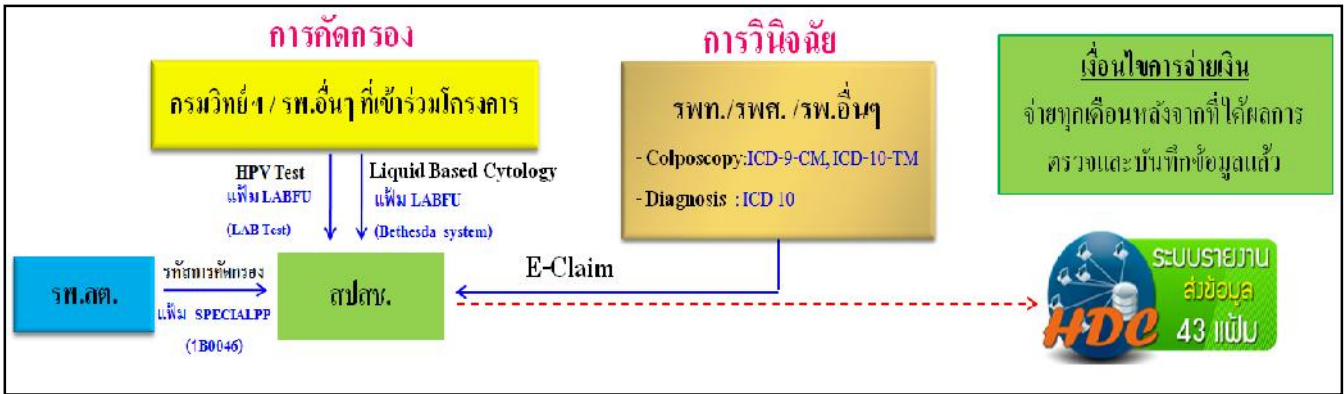 การคัดกรอง
การวินิจฉัย
กรมวิทย์ฯ / รพ.อื่นๆ ที่เข้าร่วมโครงการ
HPV Test
แฟ้ม LABFU
(LAB Test)
Liquid Based Cytology
แฟ้ม LABFU
(Bethesda system)
รพท./รพศ. /รพ.อื่นๆ
- Colposcopy:ICD-9-CM, ICD-10-TM
- Diagnosis : ICD 10
เงื่อนไขการจ่ายเงิน
จ่ายทุกเดือนหลังจากที่ได้ผลการ
ตรวจและบันทึกข้อมูลแล้ว
รพ.สต.
รหัสการคัดกรอง
แฟ้ม SPECIALPP
(1B0046)
สปสช.
E-Claim
HDC
ระบบรายงาน
ส่งข้อมูล
43 แฟ้ม